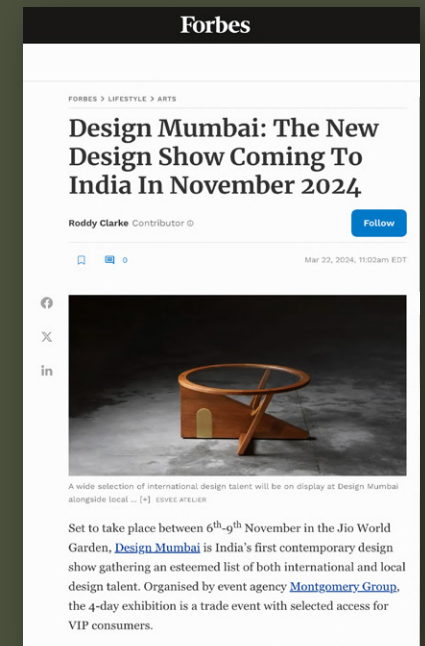 Forbes
FORBES > LIFESTYLE > ARTS
Design Mumbai: The New
Design Show Coming To
India In November 2024
Roddy Clarke Contributor
Follow
0
Mar 22, 2024, 11:02am EDT
A wide selection of international design talent will be on display at Design Mumbai
alongside local ... [+] ESVEE ATELIER
Set to take place between 6th-9th November in the Jio World
Garden, Design Mumbai is India's first contemporary design
show gathering an esteemed list of both international and local
design talent. Organised by event agency Montgomery Group,
the 4-day exhibition is a trade event with selected access for
VIP consumers.